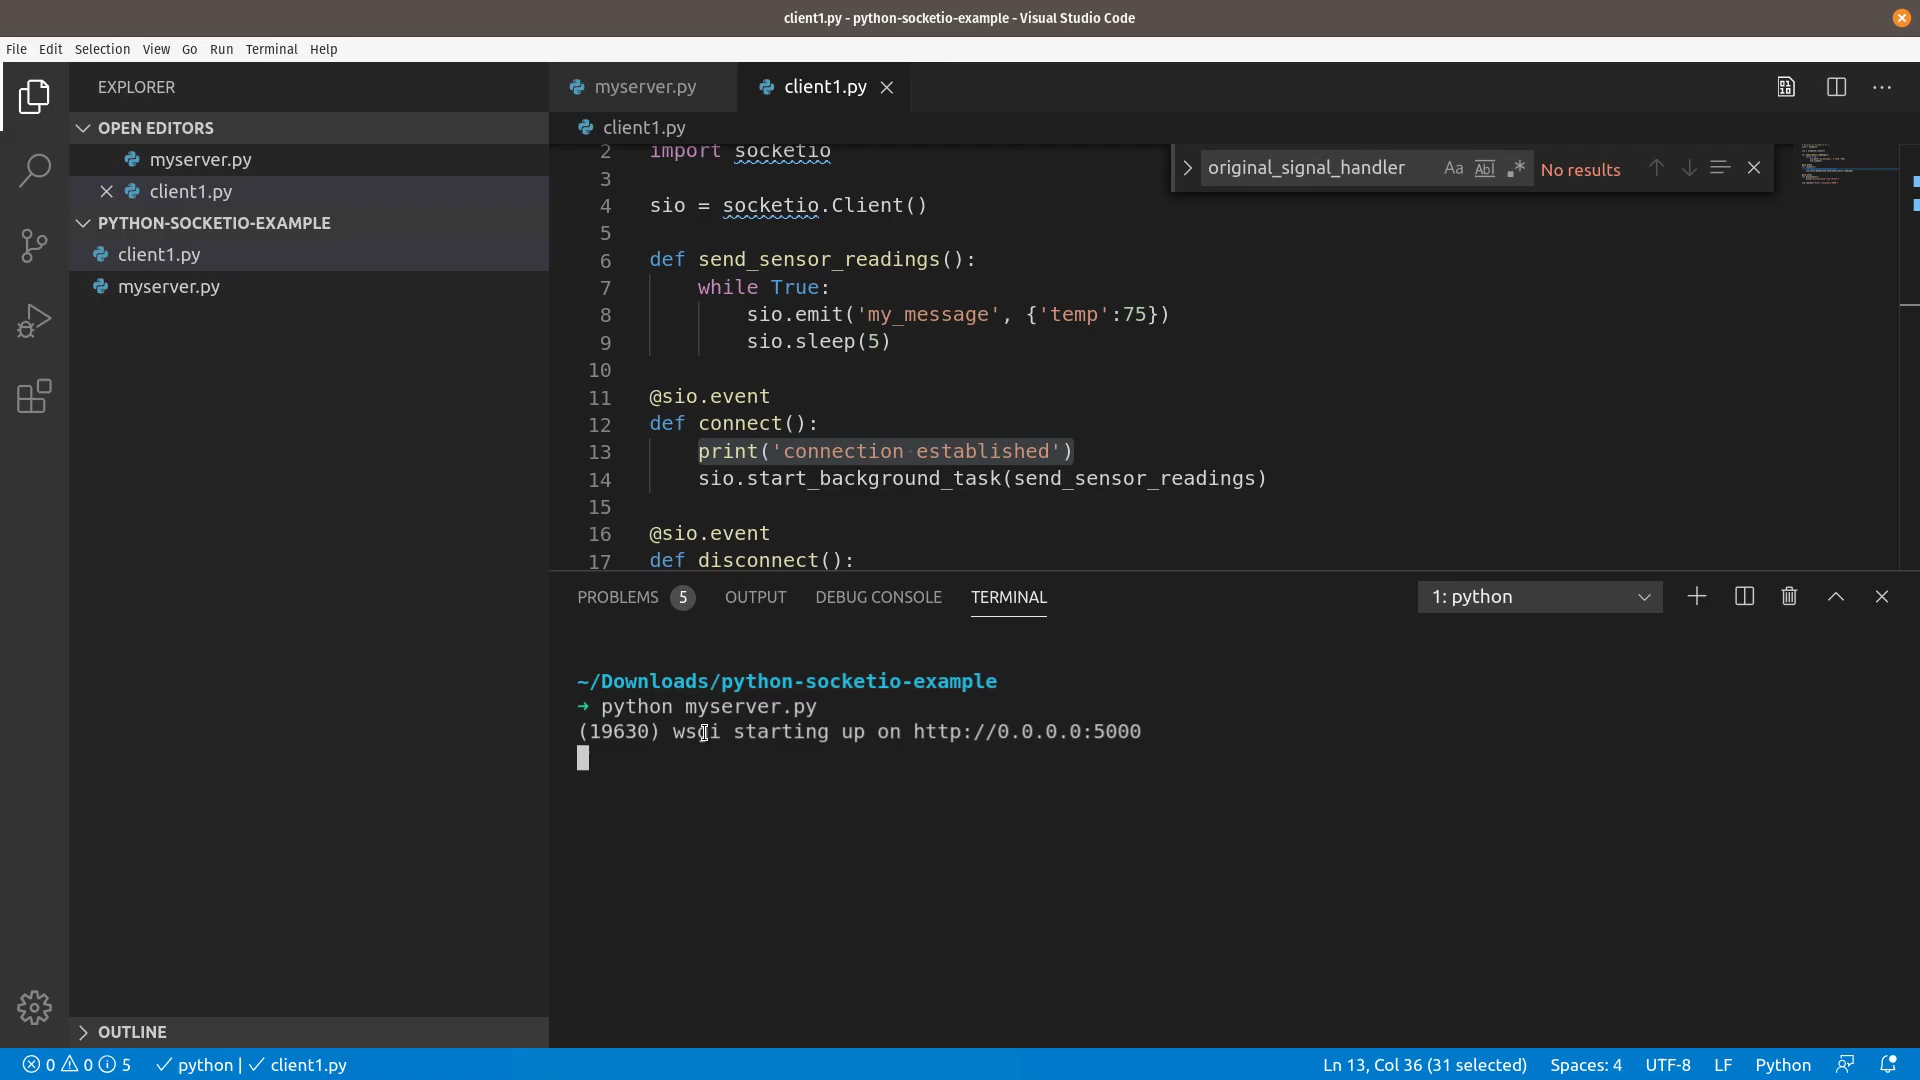 client1.py - python-socketio-example - Visual Studio Code
File Edit Selection View Go Run Terminal Help
EXPLORER
OPEN EDITORS
myserver.py
client1.py
PYTHON-SOCKETIO-EXAMPLE
client1.py
myserver.py
OUTLINE
myserver.py client1.py
client1.py
original_signal_handler Aa Abl .* No results
2 import socketio
3
4 sio = socketio.Client()
5
6 def send_sensor_readings():
7 while True:
8 sio.emit('my_message', {'temp':75})
9 sio.sleep(5)
10
11 @sio.event
12 def connect():
13 print('connection established')
14 sio.start_background_task(send_sensor_readings)
15
16 @sio.event
17 def disconnect():
PROBLEMS 5 OUTPUT DEBUG CONSOLE TERMINAL 1: python
~/Downloads/python-socketio-example
➜ python myserver.py
(19630) wsgi starting up on http://0.0.0.0:5000
0 0 5 python | client1.py Ln 13, Col 36 (31 selected) Spaces: 4 UTF-8 LF Python